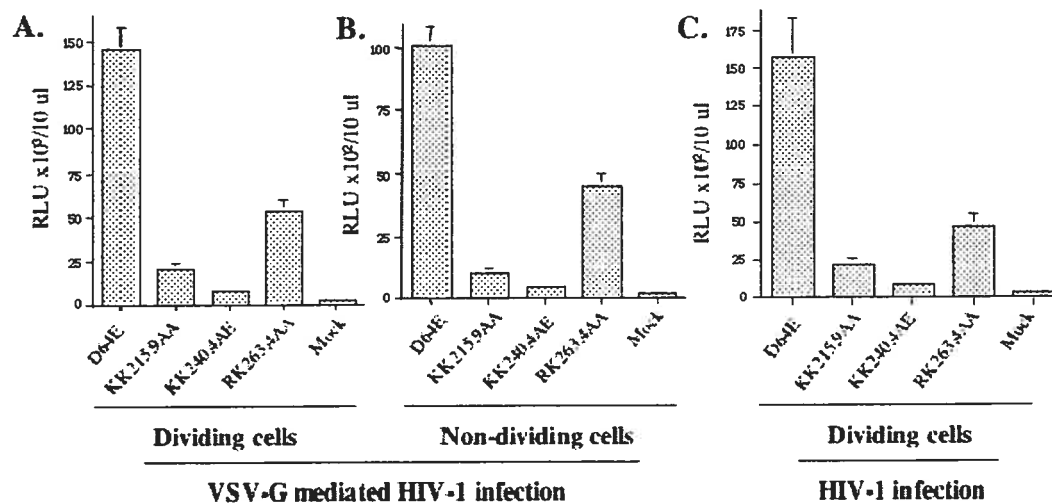 A.
RLU x10²/10 ul
150
125
100
75
50
25
0
D64E
KK215,9AA
KK240,4AE
RK263,4AA
Mock
Dividing cells
B.
RLU x10²/10 ul
100
75
50
25
0
D64E
KK215,9AA
KK240,4AE
RK263,4AA
Mock
Non-dividing cells
VSV-G mediated HIV-1 infection
C.
RLU x10²/10 ul
175
150
125
100
75
50
25
0
D64E
KK215,9AA
KK240,4AE
RK263,4AA
Mock
Dividing cells
HIV-1 infection